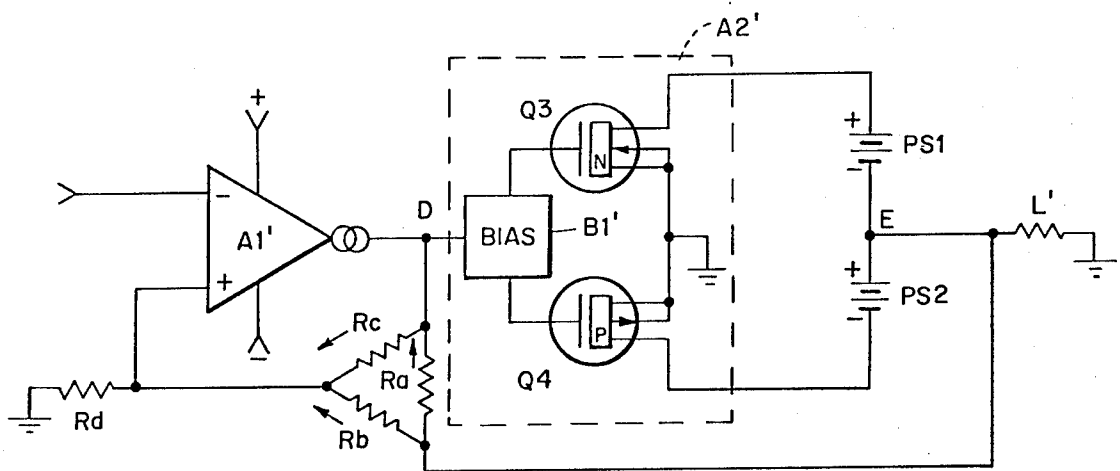 A2'
+
Q3
+
PS1
-
N
-
A1'
D
BIAS
B1'
E
L'
+
+
PS2
-
P
-
Rc
Ra
Q4
Rd
Rb